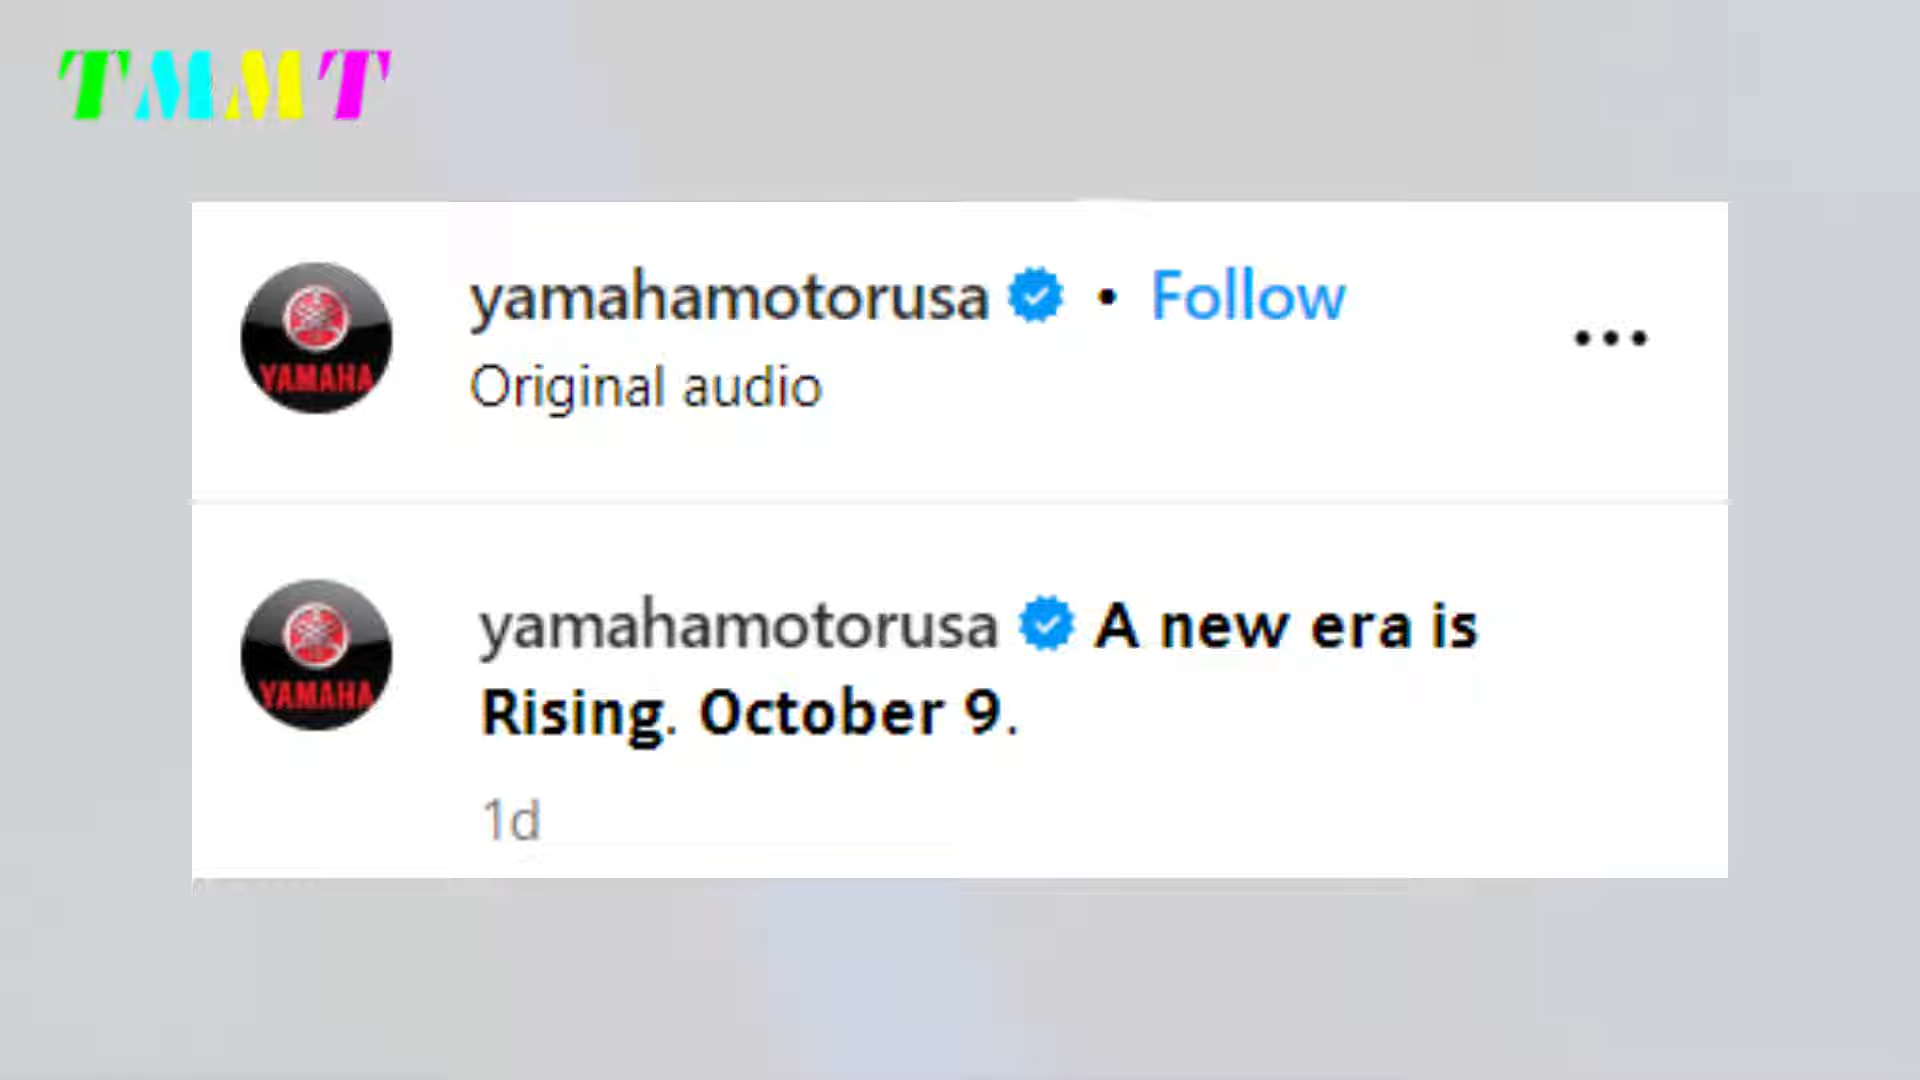 TMMT
yamahamotorusa • Follow
YAMAHA
Original audio
yamahamotorusa A new era is
YAMAHA
Rising. October 9.
1d